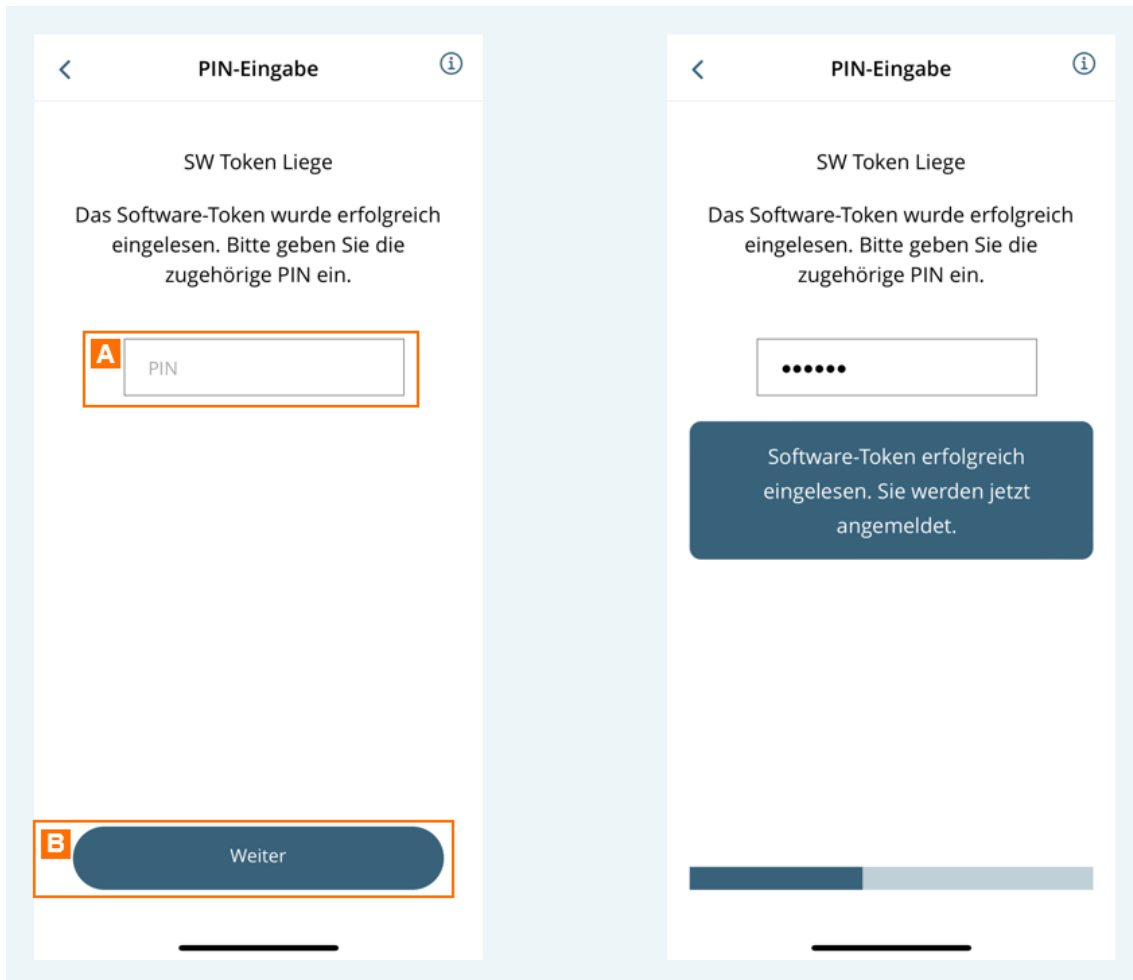 PIN-Eingabe
SW Token Liege
Das Software-Token wurde erfolgreich
eingelesen. Bitte geben Sie die
zugehörige PIN ein.
A
PIN
B
Weiter
PIN-Eingabe
SW Token Liege
Das Software-Token wurde erfolgreich
eingelesen. Bitte geben Sie die
zugehörige PIN ein.
••••••
Software-Token erfolgreich
eingelesen. Sie werden jetzt
angemeldet.